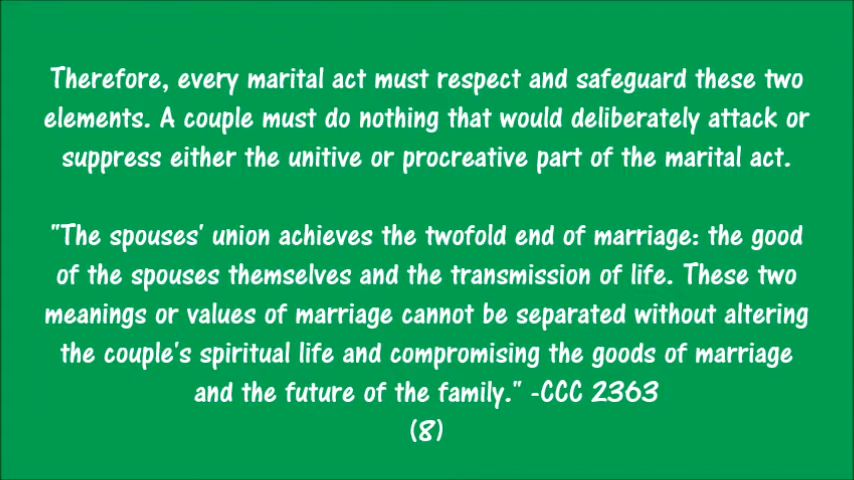 Therefore, every marital act must respect and safeguard these two
elements. A couple must do nothing that would deliberately attack or
suppress either the unitive or procreative part of the marital act.
"The spouses' union achieves the twofold end of marriage: the good
of the spouses themselves and the transmission of life. These two
meanings or values of marriage cannot be separated without altering
the couple's spiritual life and compromising the goods of marriage
and the future of the family." -CCC 2363
(8)